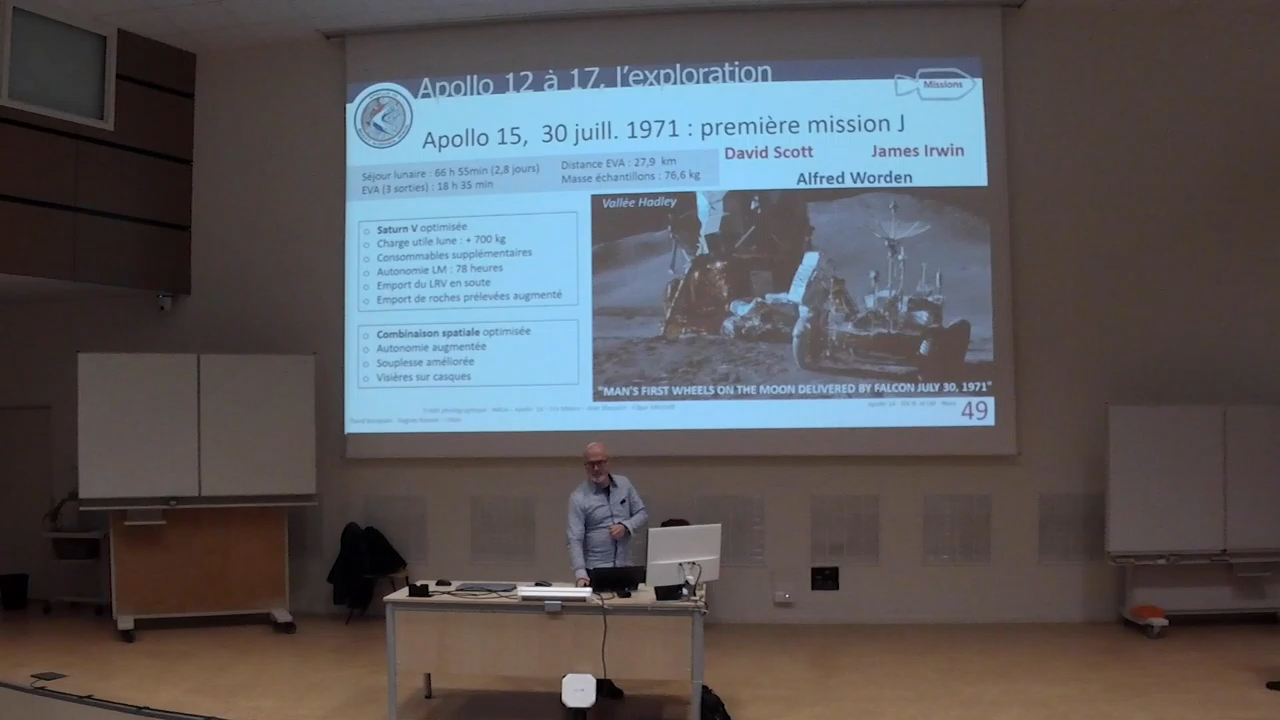 Apollo 12 à 17, l'exploration
Missions
Apollo 15, 30 juill. 1971 : première mission J
Séjour lunaire : 66 h 55min (2,8 jours)
EVA (3 sorties) : 18 h 35 min
Distance EVA : 27,9 km
Masse échantillons : 76,6 kg
David Scott
James Irwin
Alfred Worden
Saturn V optimisée
Charge utile lune : + 700 kg
Consommables supplémentaires
Autonomie LM : 78 heures
Emport du LRV en soute
Emport de roches prélevées augmenté
Combinaison spatiale optimisée
Autonomie augmentée
Souplesse améliorée
Visières sur casques
Vallée Hadley
"MAN'S FIRST WHEELS ON THE MOON DELIVERED BY FALCON JULY 30, 1971"
49